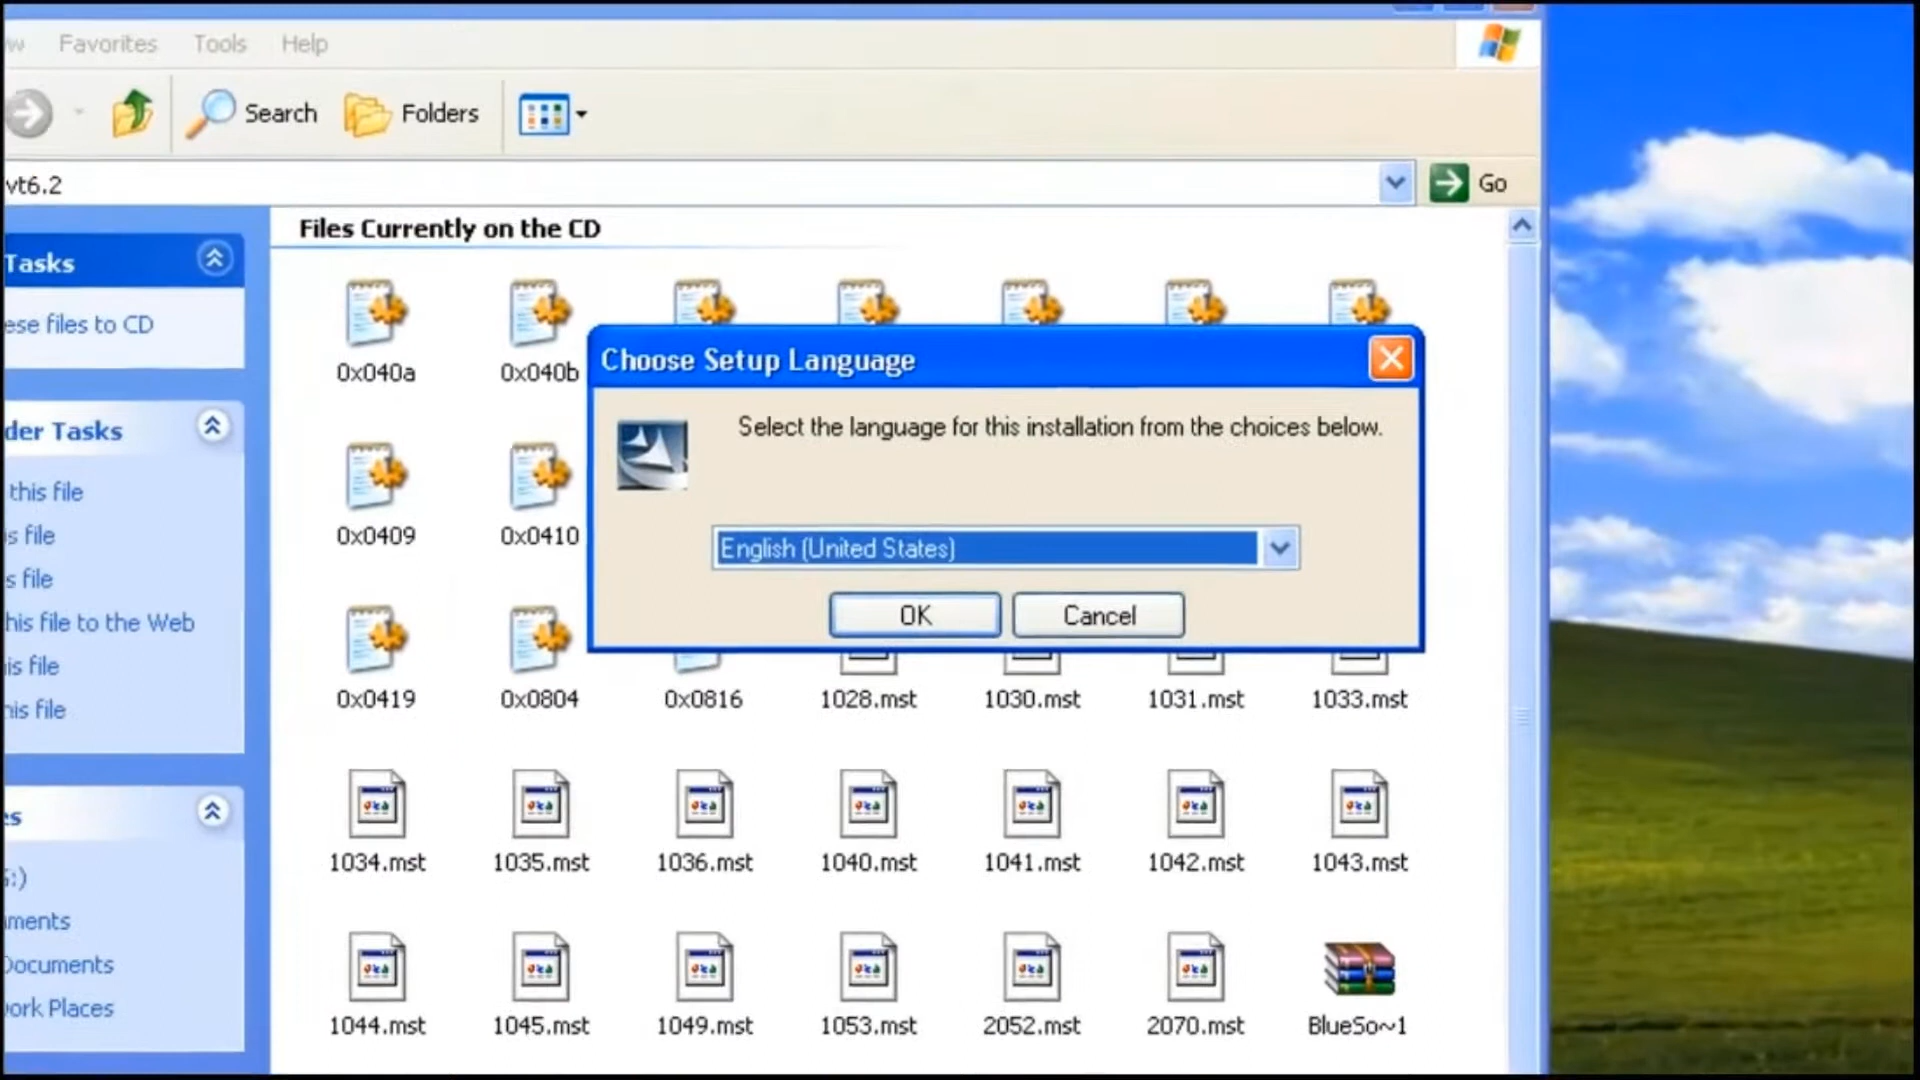 Favorites Tools Help
Search Folders
vt6.2
Go
Files Currently on the CD
Tasks
ese files to CD
der Tasks
this file
is file
s file
his file to the Web
is file
his file
es
ments
Documents
ork Places
0x040a 0x040b
Choose Setup Language
Select the language for this installation from the choices below.
English (United States)
OK Cancel
0x0409 0x0410
0x0419 0x0804 0x0816 1028.mst 1030.mst 1031.mst 1033.mst
1034.mst 1035.mst 1036.mst 1040.mst 1041.mst 1042.mst 1043.mst
1044.mst 1045.mst 1049.mst 1053.mst 2052.mst 2070.mst BlueSo~1